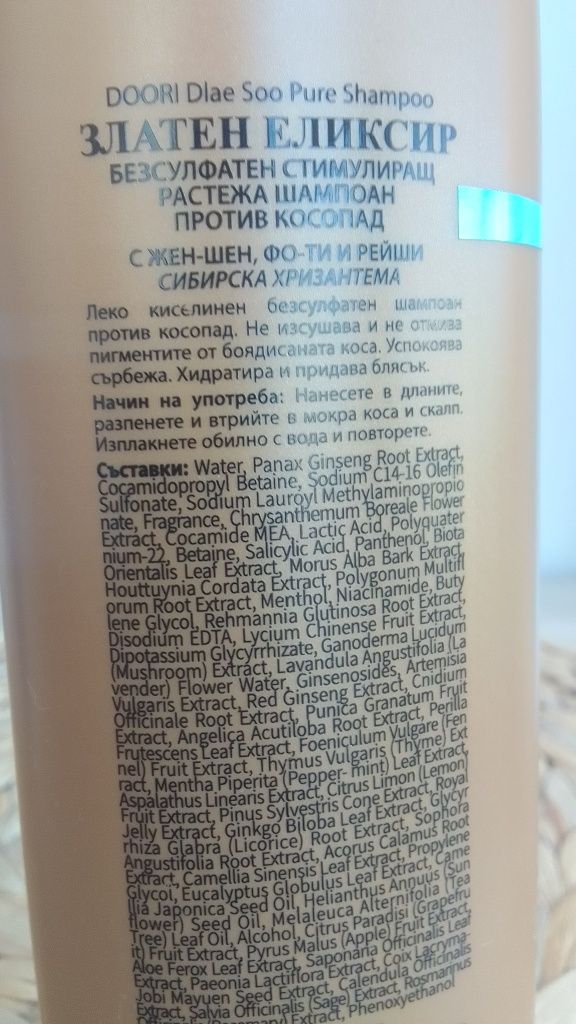 DOORI Dlae Soo Pure Shampoo
ЗЛАТЕН ЕЛИКСИР
БЕЗСУЛФАТЕН СТИМУЛИРАЩ
РАСТЕЖА ШАМПОАН
ПРОТИВ КОСОПАД
С ЖЕН-ШЕН, ФО-ТИ И РЕЙШИ
СИБИРСКА ХРИЗАНТЕМА
Леко киселинен безсулфатен шампоан
против косопад. Не изсушава и не отмива
пигментите от боядисаната коса. Успокоява
сърбежа. Хидратира и придава блясък.
Начин на употреба: Нанесете в дланите,
разпенете и втрийте в мокра коса и скалп.
Изплакнете обилно с вода и повторете.
Съставки: Water, Panax Ginseng Root Extract,
Cocamidopropyl Betaine, Sodium C14-16 Olefin
Sulfonate, Sodium Lauroyl Methylaminopropio
nate, Fragrance, Chrysanthemum Boreale Flower
Extract, Cocamide MEA, Lactic Acid, Polyquater
nium-22, Betaine, Salicylic Acid, Panthenol, Biota
Orientalis Leaf Extract, Morus Alba Bark Extract,
Houttuynia Cordata Extract, Polygonum Multifl
orum Root Extract, Menthol, Niacinamide, Buty
lene Glycol, Rehmannia Glutinosa Root Extract,
Disodium EDTA, Lycium Chinense Fruit Extract,
Dipotassium Glycyrrhizate, Ganoderma Lucidum
(Mushroom) Extract, Lavandula Angustifolia (La
vender) Flower Water, Ginsenosides, Artemisia
Vulgaris Extract, Red Ginseng Extract, Cnidium
Officinale Root Extract, Punica Granatum Fruit
Extract, Angelica Acutiloba Root Extract, Perilla
Frutescens Leaf Extract, Foeniculum Vulgare (Fen
nel) Fruit Extract, Thymus Vulgaris (Thyme) Ext
ract, Mentha Piperita (Pepper- mint) Leaf Extract,
Aspalathus Linearis Extract, Citrus Limon (Lemon)
Fruit Extract, Pinus Sylvestris Cone Extract, Royal
Jelly Extract, Ginkgo Biloba Leaf Extract, Glycyr
rhiza Glabra (Licorice) Root Extract, Sophora
Angustifolia Root Extract, Acorus Calamus Root
Extract, Camellia Sinensis Leaf Extract, Propylene
Glycol, Eucalyptus Globulus Leaf Extract, Came
llia Japonica Seed Oil, Helianthus Annuus (Sun
flower) Seed Oil, Melaleuca Alternifolia (Tea
Tree) Leaf Oil, Alcohol, Citrus Paradisi (Grapefru
it) Fruit Extract, Pyrus Malus (Apple) Fruit Extract,
Aloe Ferox Leaf Extract, Saponaria Officinalis Leaf
Extract, Paeonia Lactiflora Extract, Coix Lacryma-
Jobi Mayuen Seed Extract, Calendula Officinalis
Extract, Salvia Officinalis (Sage) Extract, Rosmarinus
Officinalis (Rosemary) Extract, Phenoxyethanol